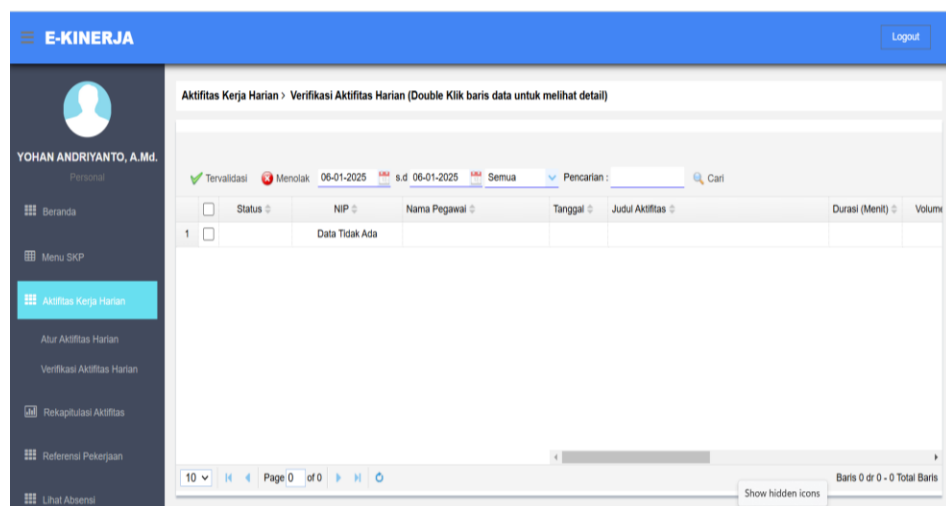 E-KINERJA
Logout
YOHAN ANDRIYANTO, A.Md.
Personal
Beranda
Menu SKP
Aktifitas Kerja Harian
Atur Aktifitas Harian
Verifikasi Aktifitas Harian
Rekapitulasi Aktifitas
Referensi Pekerjaan
Lihat Absensi
Aktifitas Kerja Harian > Verifikasi Aktifitas Harian (Double Klik baris data untuk melihat detail)
Tervalidasi Menolak 06-01-2025 s.d 06-01-2025 Semua Pencarian : Cari
Status NIP Nama Pegawai Tanggal Judul Aktifitas Durasi (Menit) Volume
1 Data Tidak Ada
10 Page 0 of 0 Baris 0 dr 0 - 0 Total Baris
Show hidden icons